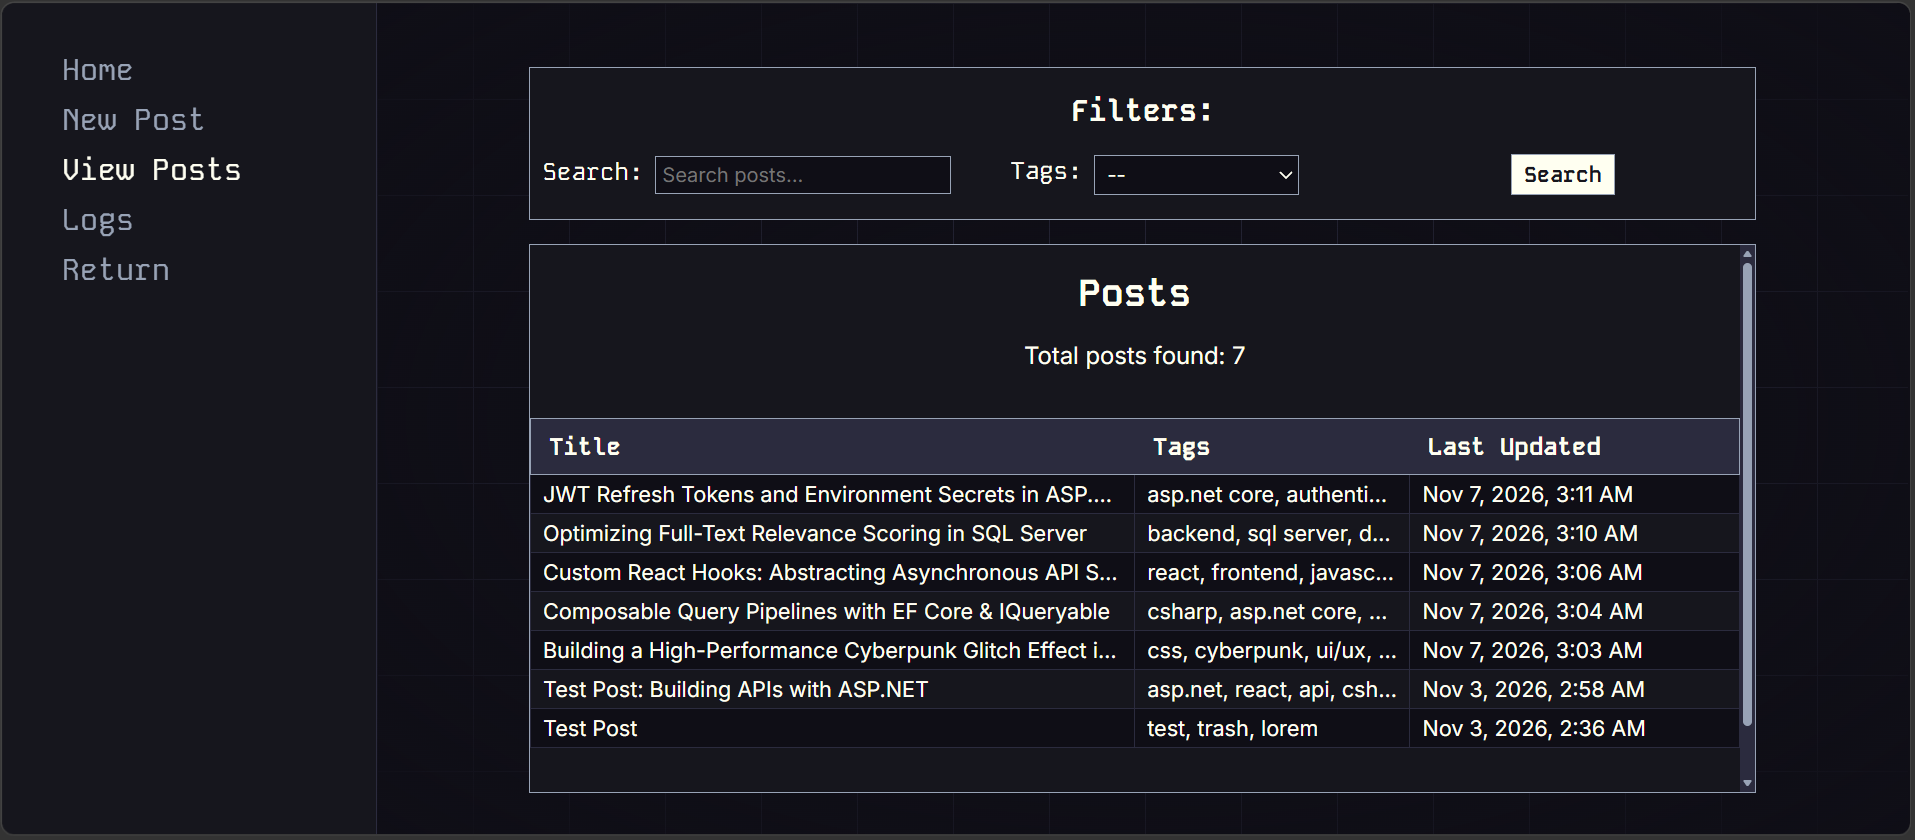 Home
New Post
View Posts
Logs
Return
Filters:
Search: Search posts... Tags: -- Search
Posts
Total posts found: 7
Title Tags Last Updated
JWT Refresh Tokens and Environment Secrets in ASP.... asp.net core, authenti... Nov 7, 2026, 3:11 AM
Optimizing Full-Text Relevance Scoring in SQL Server backend, sql server, d... Nov 7, 2026, 3:10 AM
Custom React Hooks: Abstracting Asynchronous API S... react, frontend, javasc... Nov 7, 2026, 3:06 AM
Composable Query Pipelines with EF Core & IQueryable csharp, asp.net core, ... Nov 7, 2026, 3:04 AM
Building a High-Performance Cyberpunk Glitch Effect i... css, cyberpunk, ui/ux, ... Nov 7, 2026, 3:03 AM
Test Post: Building APIs with ASP.NET asp.net, react, api, csh... Nov 3, 2026, 2:58 AM
Test Post test, trash, lorem Nov 3, 2026, 2:36 AM